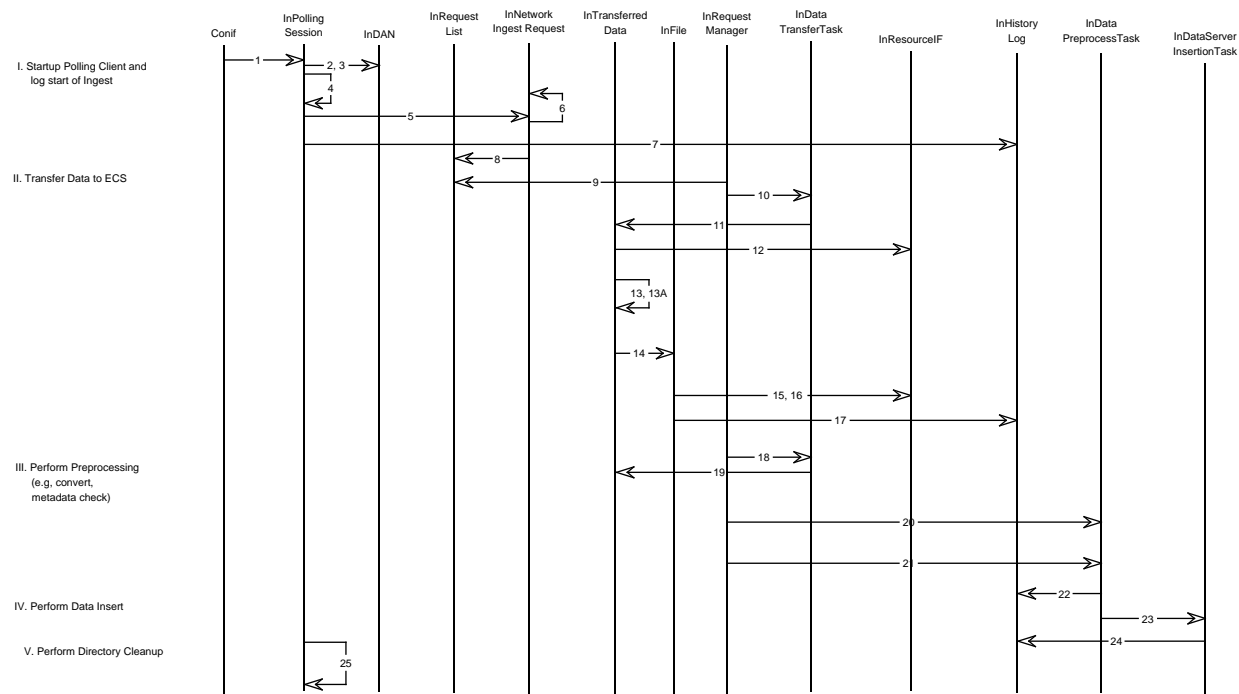 Conif
InPolling
Session
InDAN
InRequest
List
InNetwork
Ingest Request
InTransferred
Data
InFile
InRequest
Manager
InData
TransferTask
InResourceIF
InHistory
Log
InData
PreprocessTask
InDataServer
InsertionTask
I. Startup Polling Client and
log start of Ingest
1
2, 3
4
5
6
7
8
II. Transfer Data to ECS
9
10
11
12
13, 13A
14
15, 16
17
III. Perform Preprocessing
(e.g, convert,
metadata check)
18
19
20
21
22
IV. Perform Data Insert
23
24
V. Perform Directory Cleanup
25